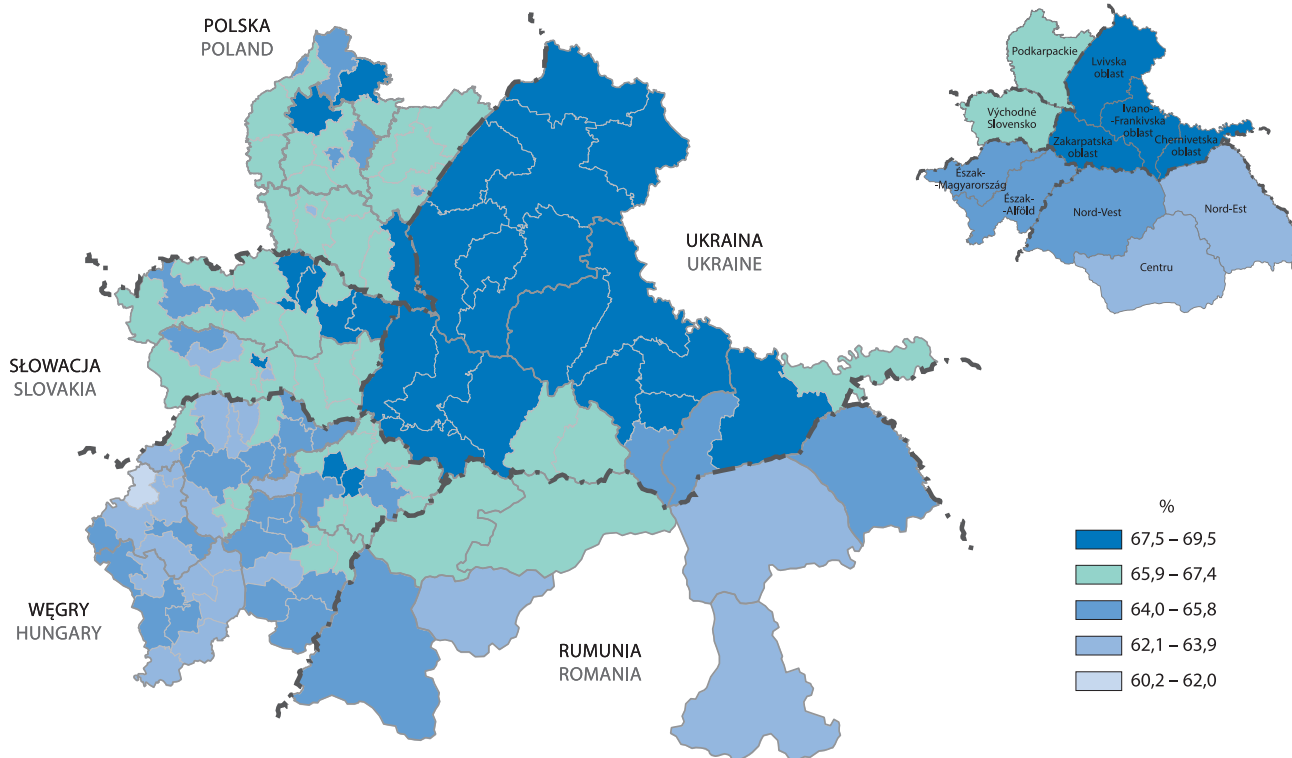 POLSKA
POLAND
UKRAINA
UKRAINE
SŁOWACJA
SLOVAKIA
WĘGRY
HUNGARY
RUMUNIA
ROMANIA
Podkarpackie
Lvivska
oblast
Východné
Slovensko
Ivano-
-Frankivska
oblast
Zakarpatska
oblast
Chernivetska
oblast
Észak-
-Magyarország
Észak-
-Alföld
Nord-Vest
Nord-Est
Centru
%
67,5 – 69,5
65,9 – 67,4
64,0 – 65,8
62,1 – 63,9
60,2 – 62,0